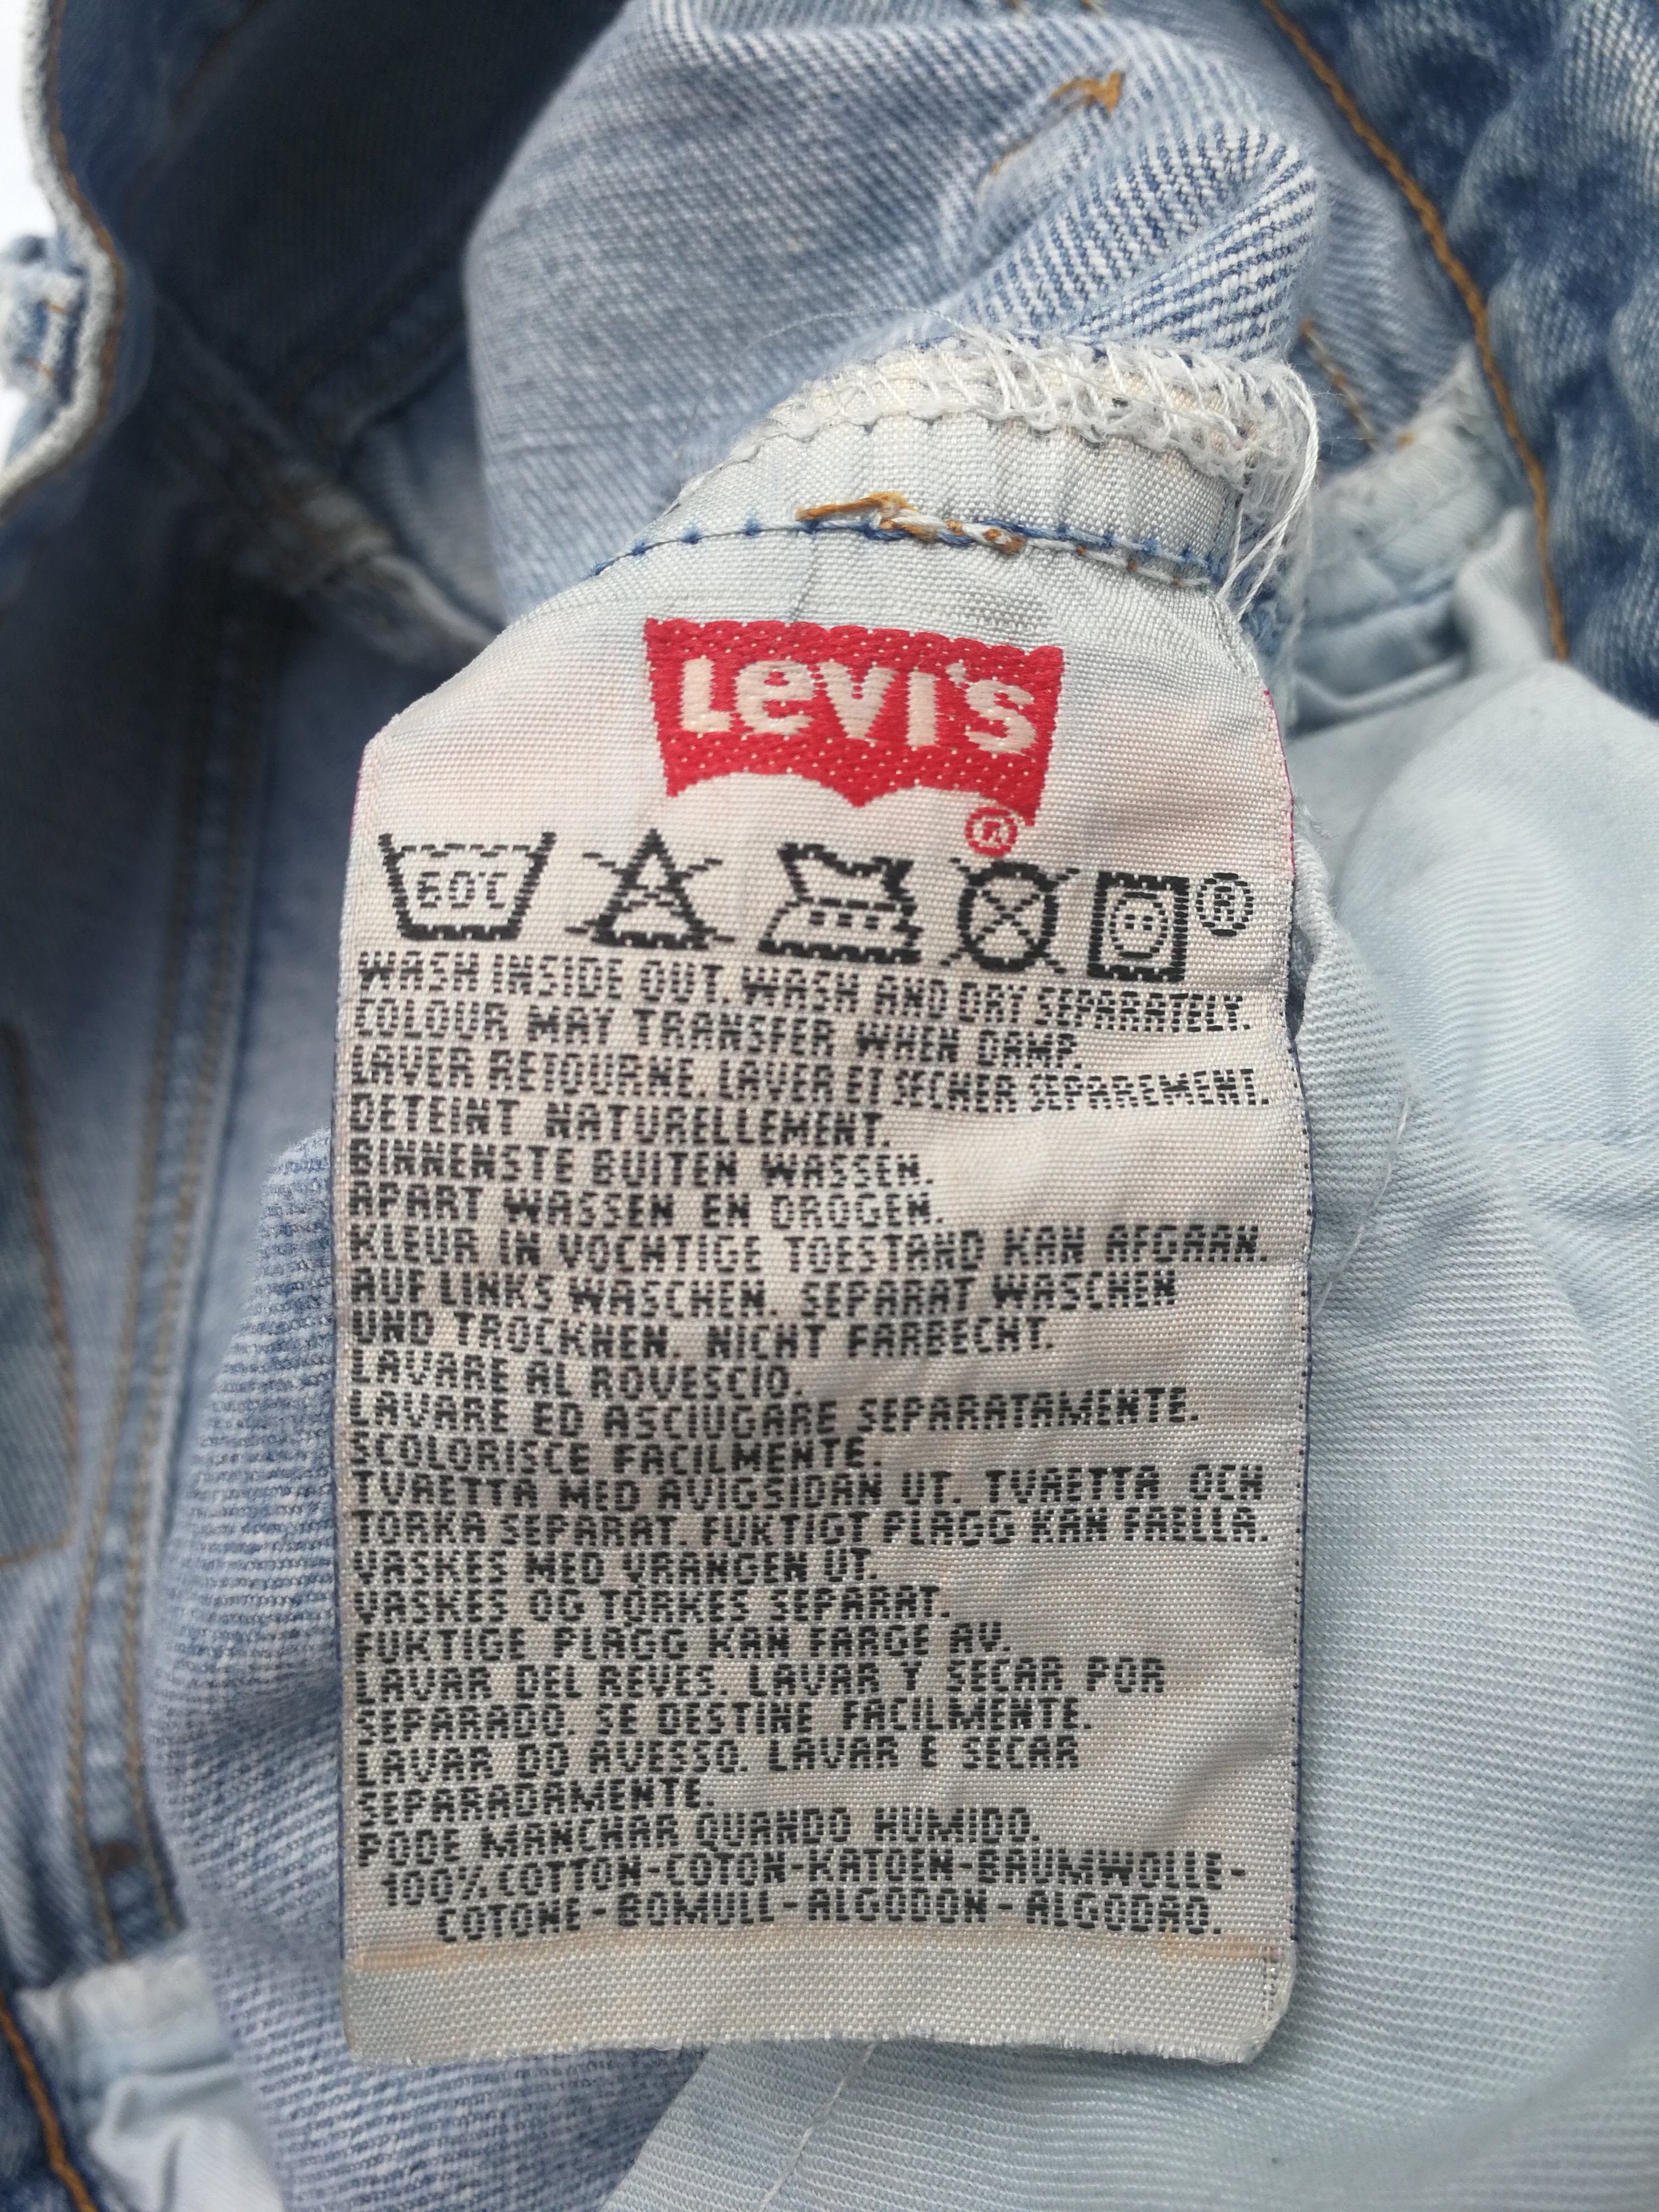 LEVI'S
®
60°C
®
WASH INSIDE OUT. WASH AND DRY SEPARATELY.
COLOUR MAY TRANSFER WHEN DAMP.
LAVER RETOURNE. LAVER ET SECHER SEPAREMENT.
DETEINT NATURELLEMENT.
BINNENSTE BUITEN WASSEN.
APART WASSEN EN DROGEN.
KLEUR IN VOCHTIGE TOESTAND KAN AFGAAN.
AUF LINKS WASCHEN. SEPARAT WASCHEN
UND TROCKNEN. NICHT FARBECHT.
LAVARE AL ROVESCIO.
LAVARE ED ASCIUGARE SEPARATAMENTE.
SCOLORISCE FACILMENTE.
TVAETTA MED AVIGSIDAN UT. TVAETTA OCH
TORKA SEPARAT. FUKTIGT PLAGG KAN FAELLA.
VASKES MED VRANGEN UT.
VASKES OG TORRES SEPARAT.
FUKTIGE PLAGG KAN FARGE AV.
LAVAR DEL REVES. LAVAR Y SECAR POR
SEPARADO. SE DESTINE FACILMENTE.
LAVAR DO AVESSO. LAVAR E SECAR
SEPARADAMENTE
PODE MANCHAR QUANDO HUMIDO.
100% COTTON-COTON-KATOEN-BAUMWOLLE-
COTONE-BOMULL-ALGODON-ALGODAO.